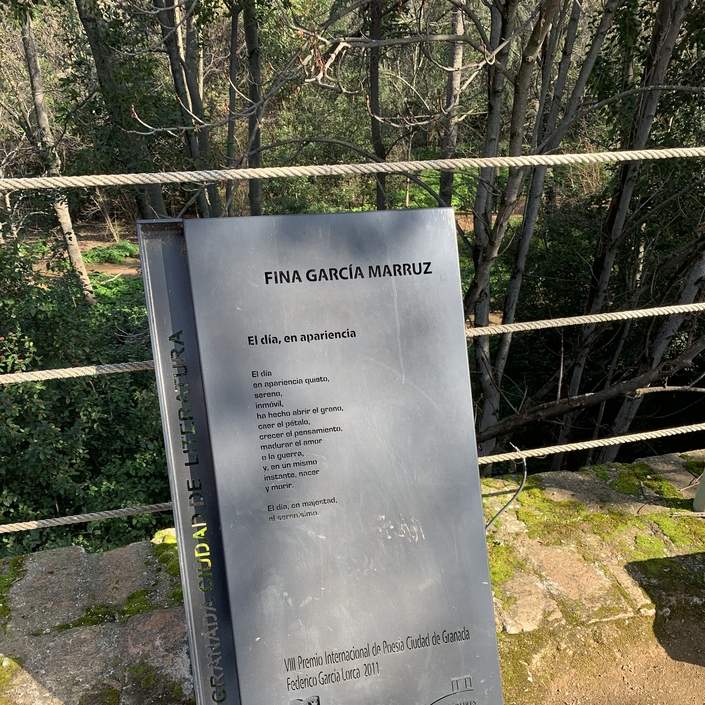 FINA GARCÍA MARRUZ
El día, en apariencia
El día
en apariencia quieto,
sereno,
inmóvil,
ha hecho abrir el grano,
caer el pétalo,
crecer el pensamiento,
madurar el amor
o la guerra,
y, en un mismo
instante, nacer
y morir.
El día, en majestad,
el serenísimo
VIII Premio Internacional de Poesía Ciudad de Granada
Federico García Lorca 2011
GRANADA CIUDAD DE LITERATURA